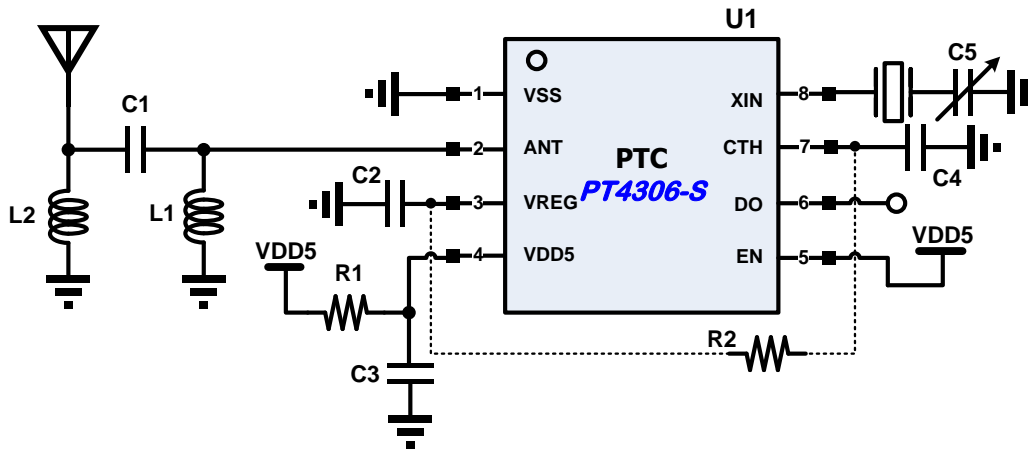 U1
C1
C5
1
VSS
XIN
8
2
ANT
PTC
CTH
7
PT4306-S
C2
C4
3
VREG
DO
6
L2
L1
VDD5
4
VDD5
EN
5
VDD5
R1
R2
C3